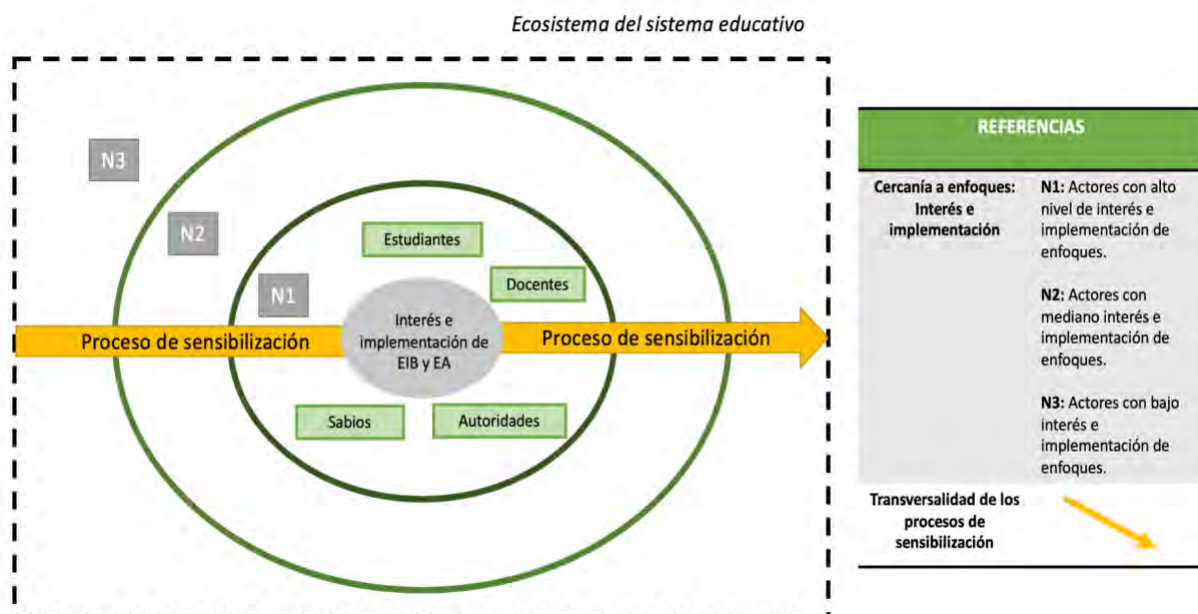 Ecosistema del sistema educativo
N3
N2
N1
Estudiantes
Docentes
Proceso de sensibilización
Interés e
implementación de
EIB y EA
Proceso de sensibilización
Sabios
Autoridades
REFERENCIAS
Cercanía a enfoques:
Interés e
implementación
N1: Actores con alto
nivel de interés e
implementación de
enfoques.
N2: Actores con
mediano interés e
implementación de
enfoques.
N3: Actores con bajo
interés e
implementación de
enfoques.
Transversalidad de los
procesos de
sensibilización